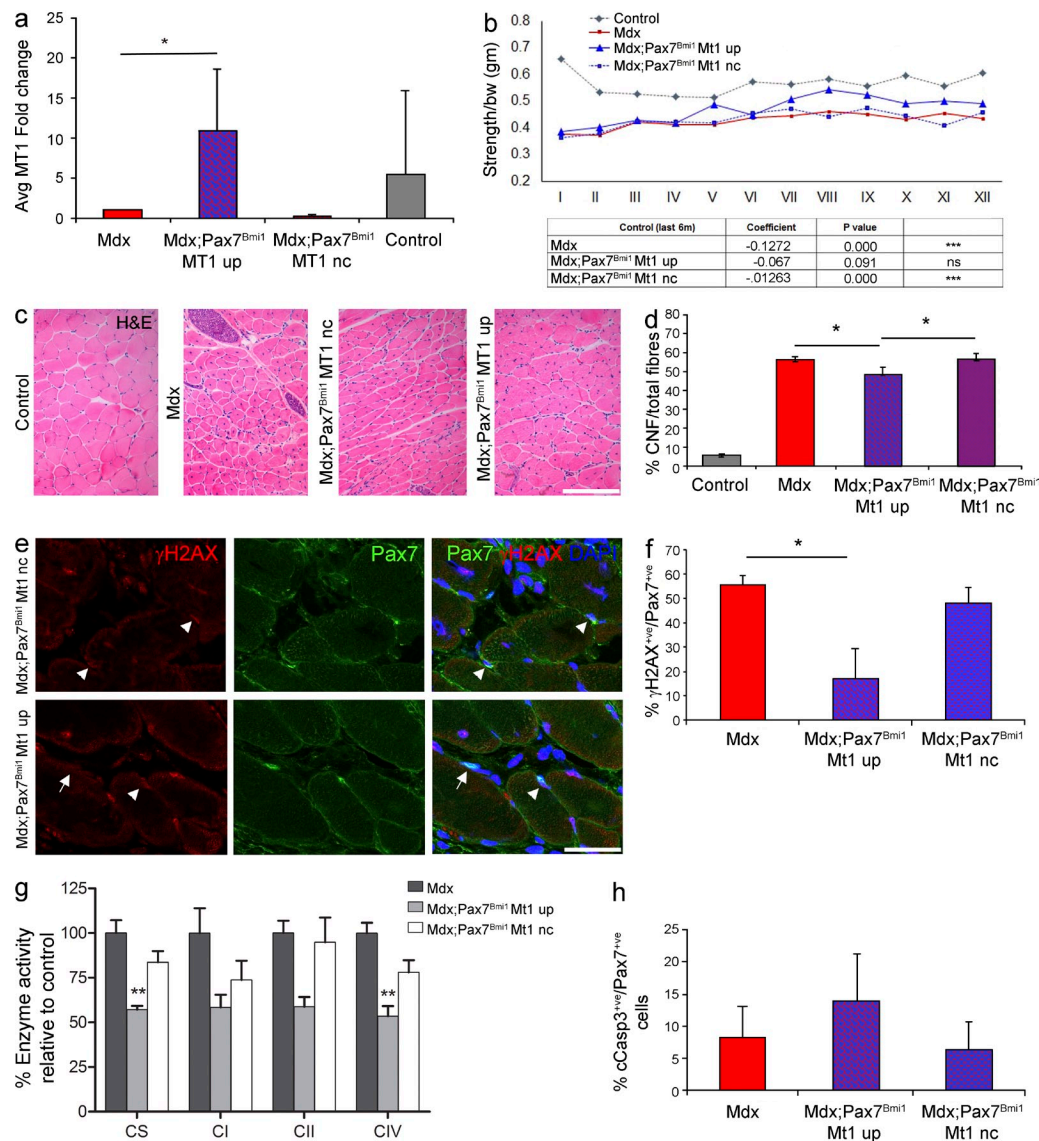 a
25
20
15
10
5
0
Avg MT1 Fold change
*
Mdx
Mdx;Pax7Bmi1
MT1 up
Mdx;Pax7Bmi1
MT1 nc
Control
b
Control
Mdx
Mdx;Pax7Bmi1 Mt1 up
Mdx;Pax7Bmi1 Mt1 nc
0.8
0.6
0.5
0.4
0.3
0.2
Strength/bw (gm)
I II III IV V VI VII VIII IX X XI XII
Control (last 6m) Coefficient P value
Mdx -0.1272 0.000 ***
Mdx;Pax7Bmi1 Mt1 up -0.067 0.091 ns
Mdx;Pax7Bmi1 Mt1 nc -.01263 0.000 ***
c
Control
H&E
Mdx
Mdx;Pax7Bmi1 MT1 nc
Mdx;Pax7Bmi1 MT1 up
d
80
70
60
50
40
30
20
10
0
% CNF/total fibres
* *
Control
Mdx
Mdx;Pax7Bmi1
Mt1 up
Mdx;Pax7Bmi1
Mt1 nc
e
Mdx;Pax7Bmi1 Mt1 nc
γH2AX
Pax7
Pax7 γH2AX DAPI
Mdx;Pax7Bmi1 Mt1 up
f
70
60
50
40
30
20
10
0
% γH2AX+ve/Pax7+ve
*
Mdx
Mdx;Pax7Bmi1
Mt1 up
Mdx;Pax7Bmi1
Mt1 nc
g
125
100
75
50
25
0
% Enzyme activity
relative to control
Mdx
Mdx;Pax7Bmi1 Mt1 up
Mdx;Pax7Bmi1 Mt1 nc
** **
CS CI CII CIV
h
25
20
15
10
5
0
% cCasp3+ve/Pax7+ve
cells
Mdx
Mdx;Pax7Bmi1
Mt1 up
Mdx;Pax7Bmi1
Mt1 nc